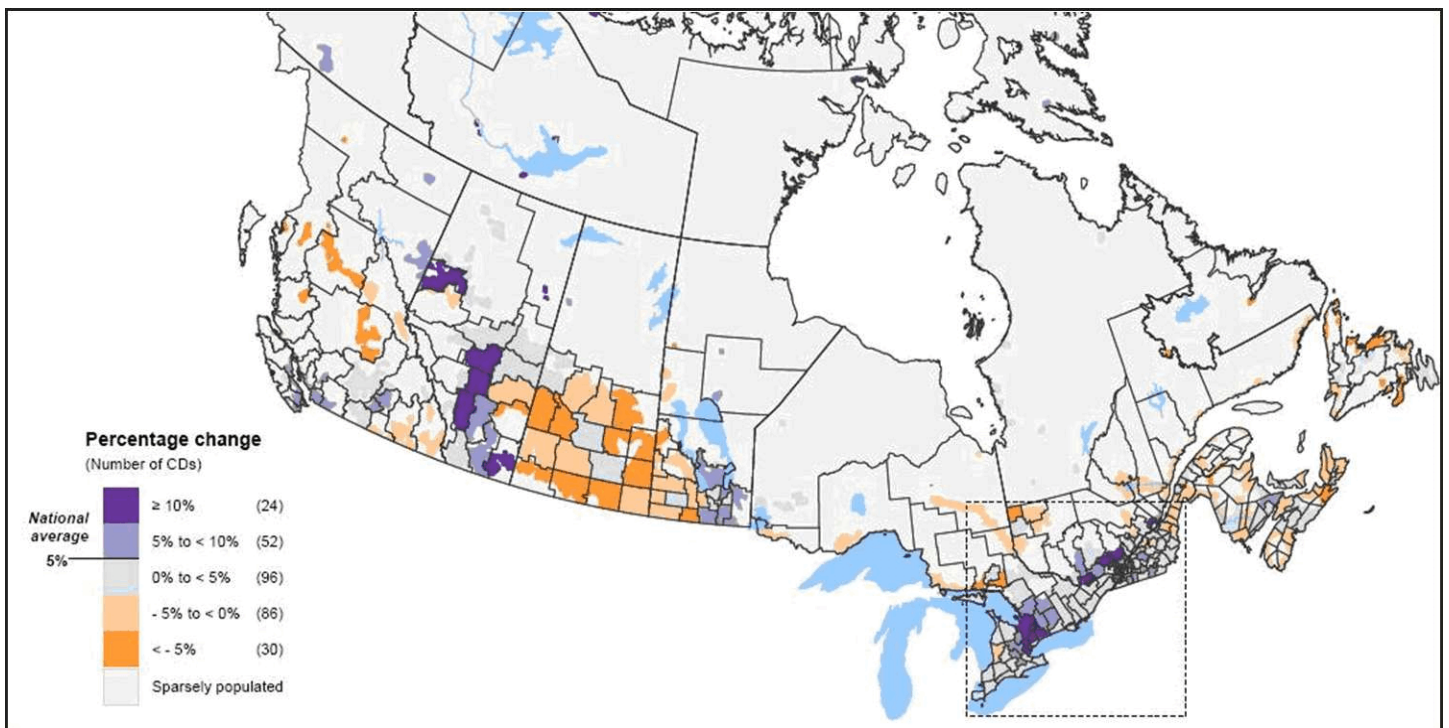 Percentage change
(Number of CDs)
≥ 10% (24)
National average
5% to < 10% (52)
5%
0% to < 5% (96)
- 5% to < 0% (86)
< - 5% (30)
Sparsely populated